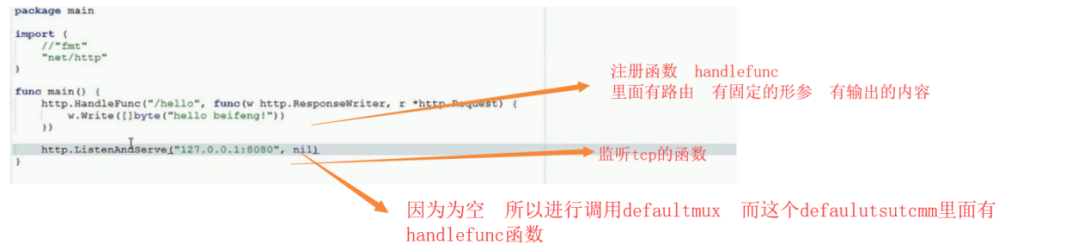 package main
import (
//"fmt"
"net/http"
)
func main() {
http.HandleFunc("/hello", func(w http.ResponseWriter, r *http.Request) {
w.Write([]byte("hello beifeng!"))
})
http.ListenAndServe("127.0.0.1:8080", nil)
}
注册函数 handlefunc
里面有路由 有固定的形参 有输出的内容
监听tcp的函数
因为为空 所以进行调用defaultmux 而这个defaulutsutcmm里面有
handlefunc函数